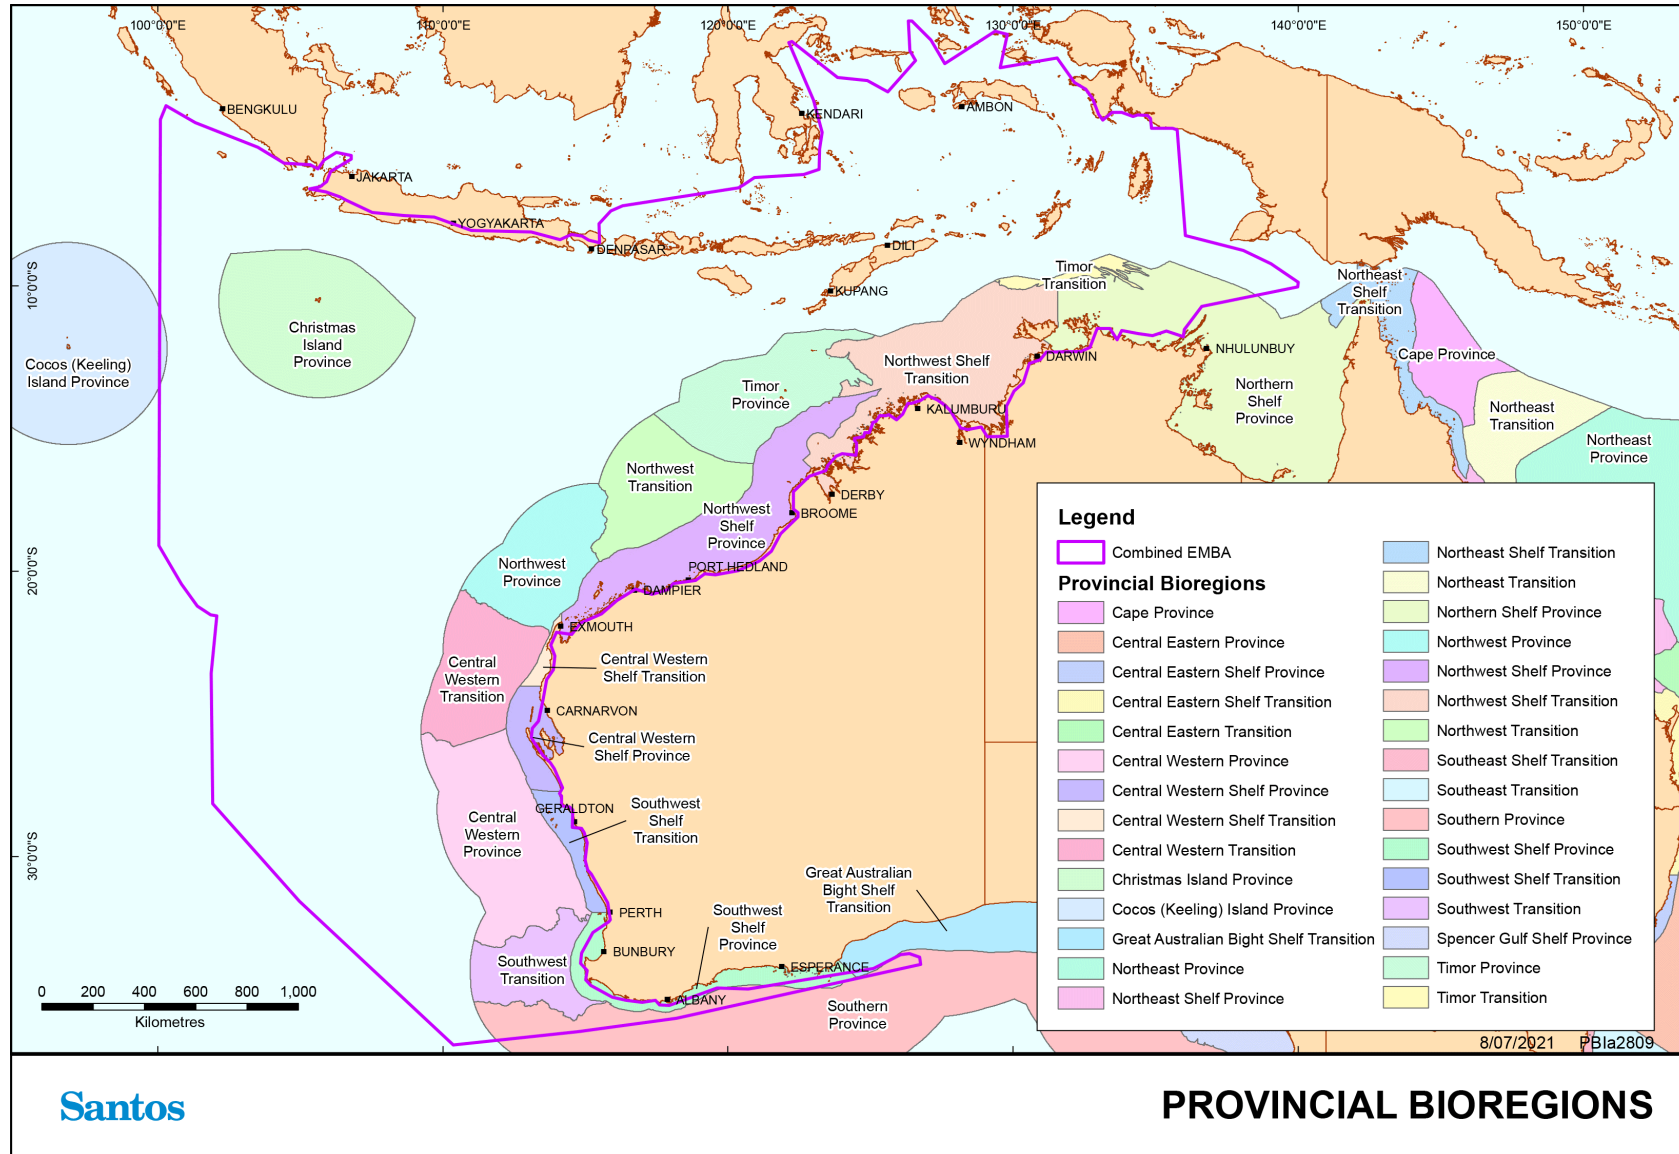 100°0'0"E
110°0'0"E
120°0'0"E
130°0'0"E
140°0'0"E
150°0'0"E
BENGKULU
KENDARI
AMBON
JAKARTA
YOGYAKARTA
DENPASAR
DILI
KUPANG
10°0'0"S
20°0'0"S
30°0'0"S
Timor
Transition
Northeast
Shelf
Transition
Christmas
Island
Province
Cocos (Keeling)
Island Province
Northwest Shelf
Transition
DARWIN
NHULUNBUY
Cape Province
Timor
Province
Northern
Shelf
Province
KALUMBURU
Northeast
Transition
WYNDHAM
Northeast
Province
Northwest
Transition
DERBY
BROOME
Northwest
Shelf
Province
Northwest
Province
PORT HEDLAND
DAMPIER
EXMOUTH
Central Western
Shelf Transition
Central
Western
Transition
CARNARVON
Central Western
Shelf Province
GERALDTON
Southwest
Shelf
Transition
Central
Western
Province
Great Australian
Bight Shelf
Transition
PERTH
Southwest
Shelf
Province
BUNBURY
Southwest
Transition
ESPERANCE
ALBANY
Southern
Province
0 200 400 600 800 1,000
Kilometres
Legend
Combined EMBA
Provincial Bioregions
Cape Province
Central Eastern Province
Central Eastern Shelf Province
Central Eastern Shelf Transition
Central Eastern Transition
Central Western Province
Central Western Shelf Province
Central Western Shelf Transition
Central Western Transition
Christmas Island Province
Cocos (Keeling) Island Province
Great Australian Bight Shelf Transition
Northeast Province
Northeast Shelf Province
Northeast Shelf Transition
Northeast Transition
Northern Shelf Province
Northwest Province
Northwest Shelf Province
Northwest Shelf Transition
Northwest Transition
Southeast Shelf Transition
Southeast Transition
Southern Province
Southwest Shelf Province
Southwest Shelf Transition
Southwest Transition
Spencer Gulf Shelf Province
Timor Province
Timor Transition
8/07/2021 PBIa2809
Santos
PROVINCIAL BIOREGIONS